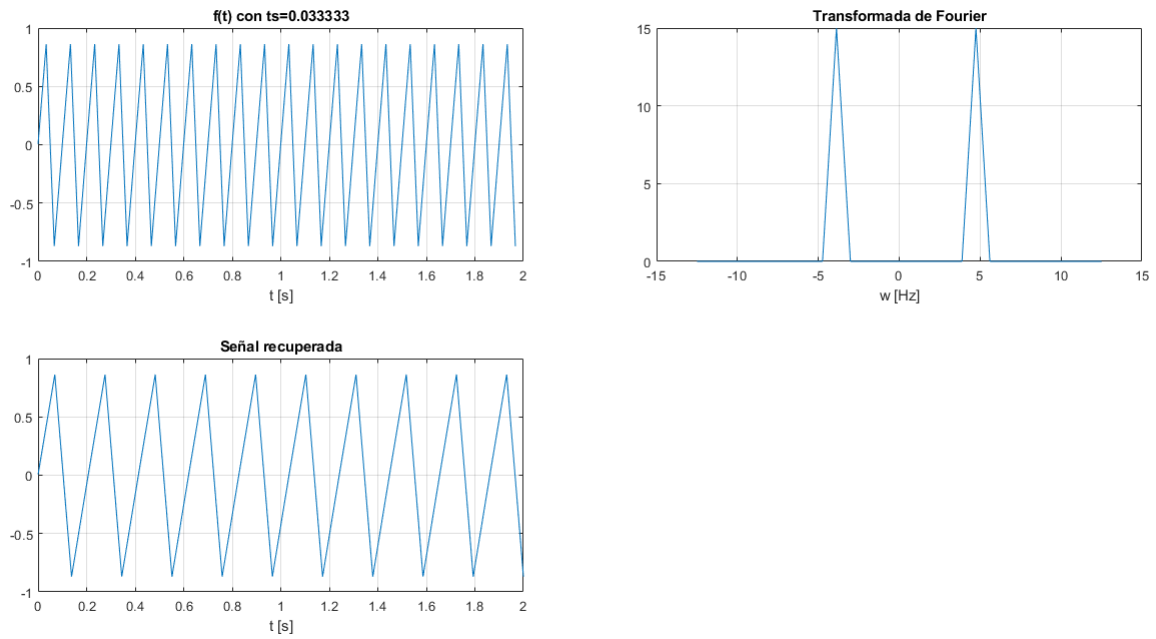 f(t) con ts=0.033333
1
0.5
0
-0.5
-1
0 0.2 0.4 0.6 0.8 1 1.2 1.4 1.6 1.8 2
t [s]
Transformada de Fourier
15
10
5
0
-15 -10 -5 0 5 10 15
w [Hz]
Señal recuperada
1
0.5
0
-0.5
-1
0 0.2 0.4 0.6 0.8 1 1.2 1.4 1.6 1.8 2
t [s]